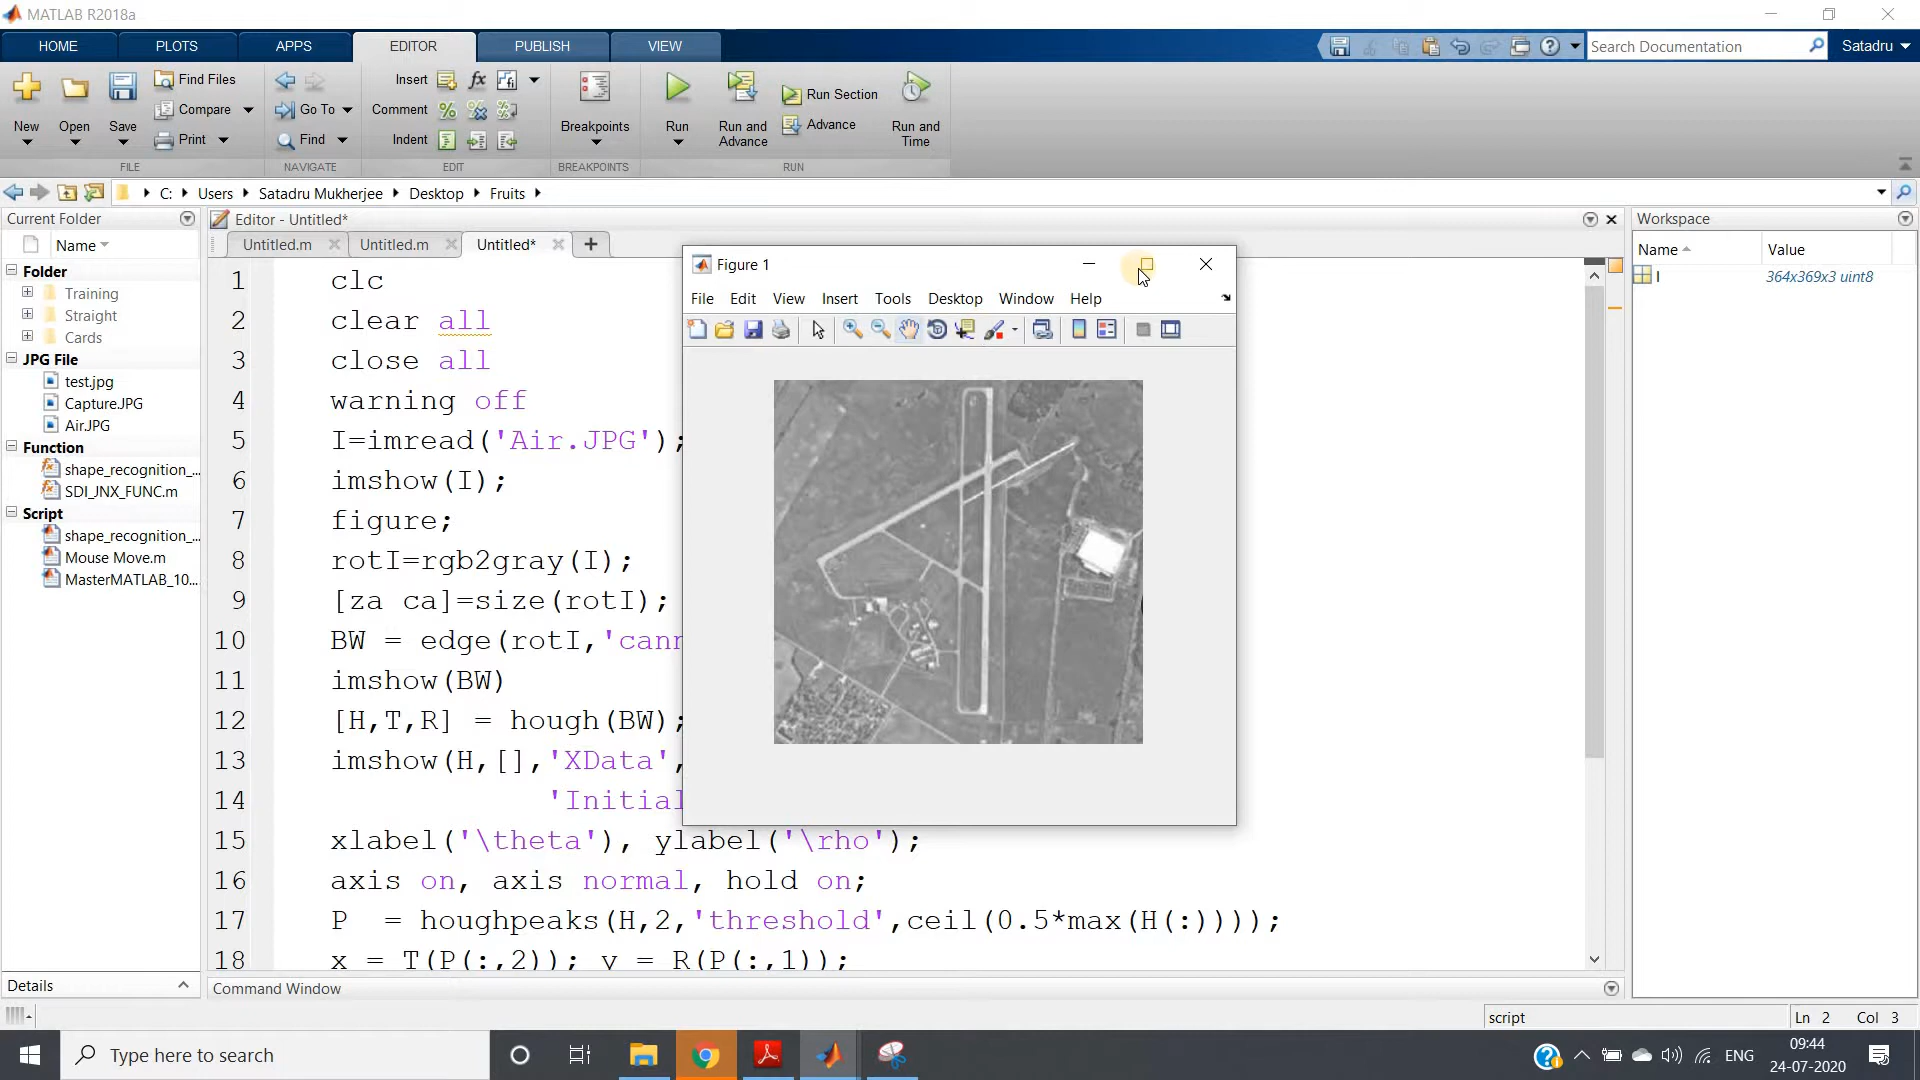 MATLAB R2018a
HOME PLOTS APPS EDITOR PUBLISH VIEW
Search Documentation
Satadru
New Open Save
Find Files
Compare
Print
FILE
Go To
Find
NAVIGATE
Insert
Comment
Indent
EDIT
Breakpoints
BREAKPOINTS
Run
Run and Advance
Run Section
Advance
Run and Time
RUN
C: Users Satadru Mukherjee Desktop Fruits
Current Folder
Name
Folder
Training
Straight
Cards
JPG File
test.jpg
Capture.JPG
Air.JPG
Function
shape_recognition_...
SDI_JNX_FUNC.m
Script
shape_recognition_...
Mouse Move.m
MasterMATLAB_10...
Details
Editor - Untitled*
Untitled.m Untitled.m Untitled*
1 clc
2 clear all
3 close all
4 warning off
5 I=imread('Air.JPG');
6 imshow(I);
7 figure;
8 rotI=rgb2gray(I);
9 [za ca]=size(rotI);
10 BW = edge(rotI,'cann
11 imshow(BW)
12 [H,T,R] = hough(BW);
13 imshow(H,[],'XData',
14 'Initial
15 xlabel('\theta'), ylabel('\rho');
16 axis on, axis normal, hold on;
17 P = houghpeaks(H,2,'threshold',ceil(0.5*max(H(:))));
18 x = T(P(:,2)); y = R(P(:,1));
Figure 1
File Edit View Insert Tools Desktop Window Help
Command Window
Workspace
Name Value
I 364x369x3 uint8
script
Ln 2 Col 3
Type here to search
ENG
09:44
24-07-2020